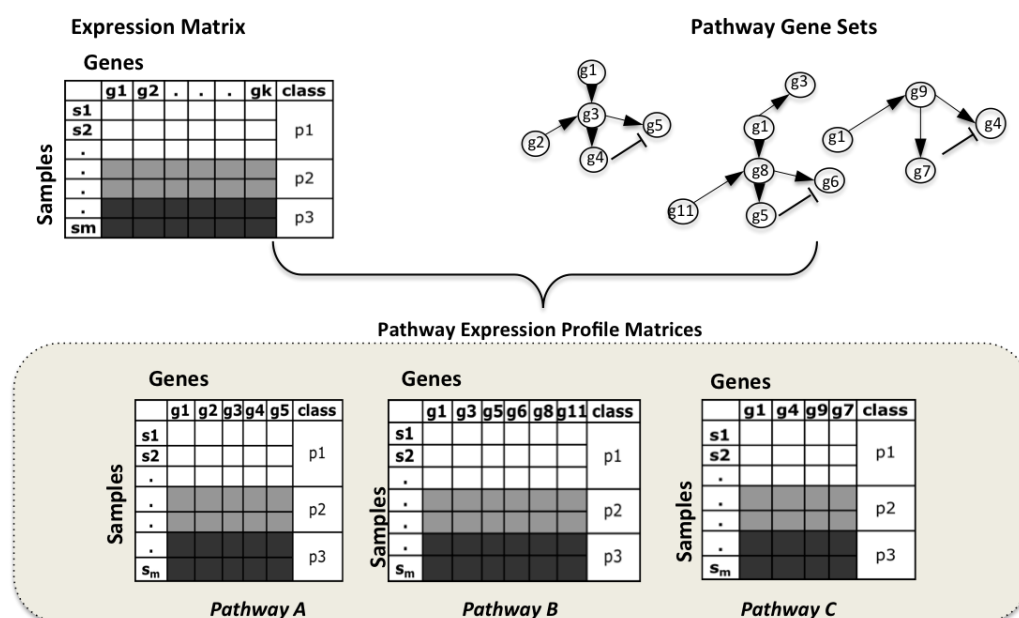 Expression Matrix
Pathway Gene Sets
Genes
g1 g2 . . . gk class
s1
s2
.
.
.
.
sm
p1
p2
p3
Samples
g1
g3
g2
g5
g4
g3
g1
g8
g6
g11
g5
g9
g1
g4
g7
Pathway Expression Profile Matrices
Genes
g1 g2 g3 g4 g5 class
s1
s2
.
.
.
.
sm
p1
p2
p3
Samples
Pathway A
Genes
g1 g3 g5 g6 g8 g11 class
s1
s2
.
.
.
.
sm
p1
p2
p3
Samples
Pathway B
Genes
g1 g4 g9 g7 class
s1
s2
.
.
.
.
sm
p1
p2
p3
Samples
Pathway C